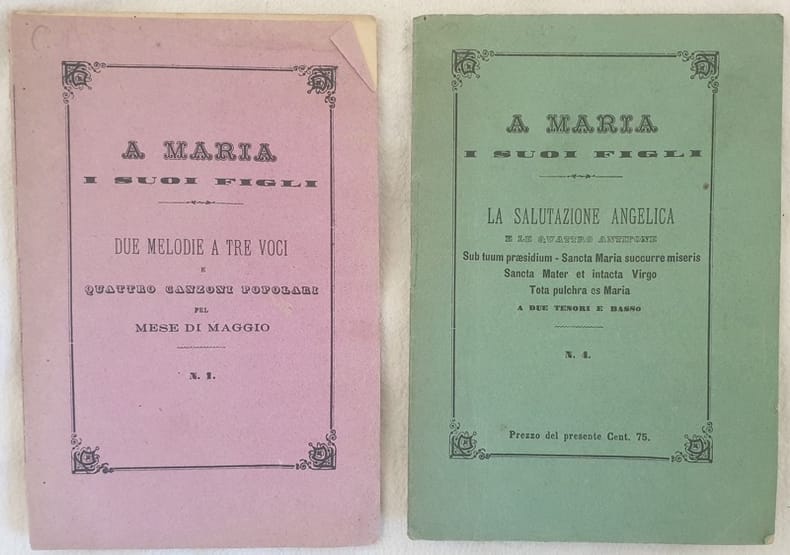 A MARIA
I SUOI FIGLI
DUE MELODIE A TRE VOCI
E
QUATTRO CANZONI POPOLARI
PEL
MESE DI MAGGIO
N. 1.
A MARIA
I SUOI FIGLI
LA SALUTAZIONE ANGELICA
E LE QUATTRO ANTIFONE
Sub tuum præsidium - Sancta Maria succurre miseris
Sancta Mater et intacta Virgo
Tota pulchra es Maria
A DUE TENORI E BASSO
N. 4.
Prezzo del presente Cent. 75.